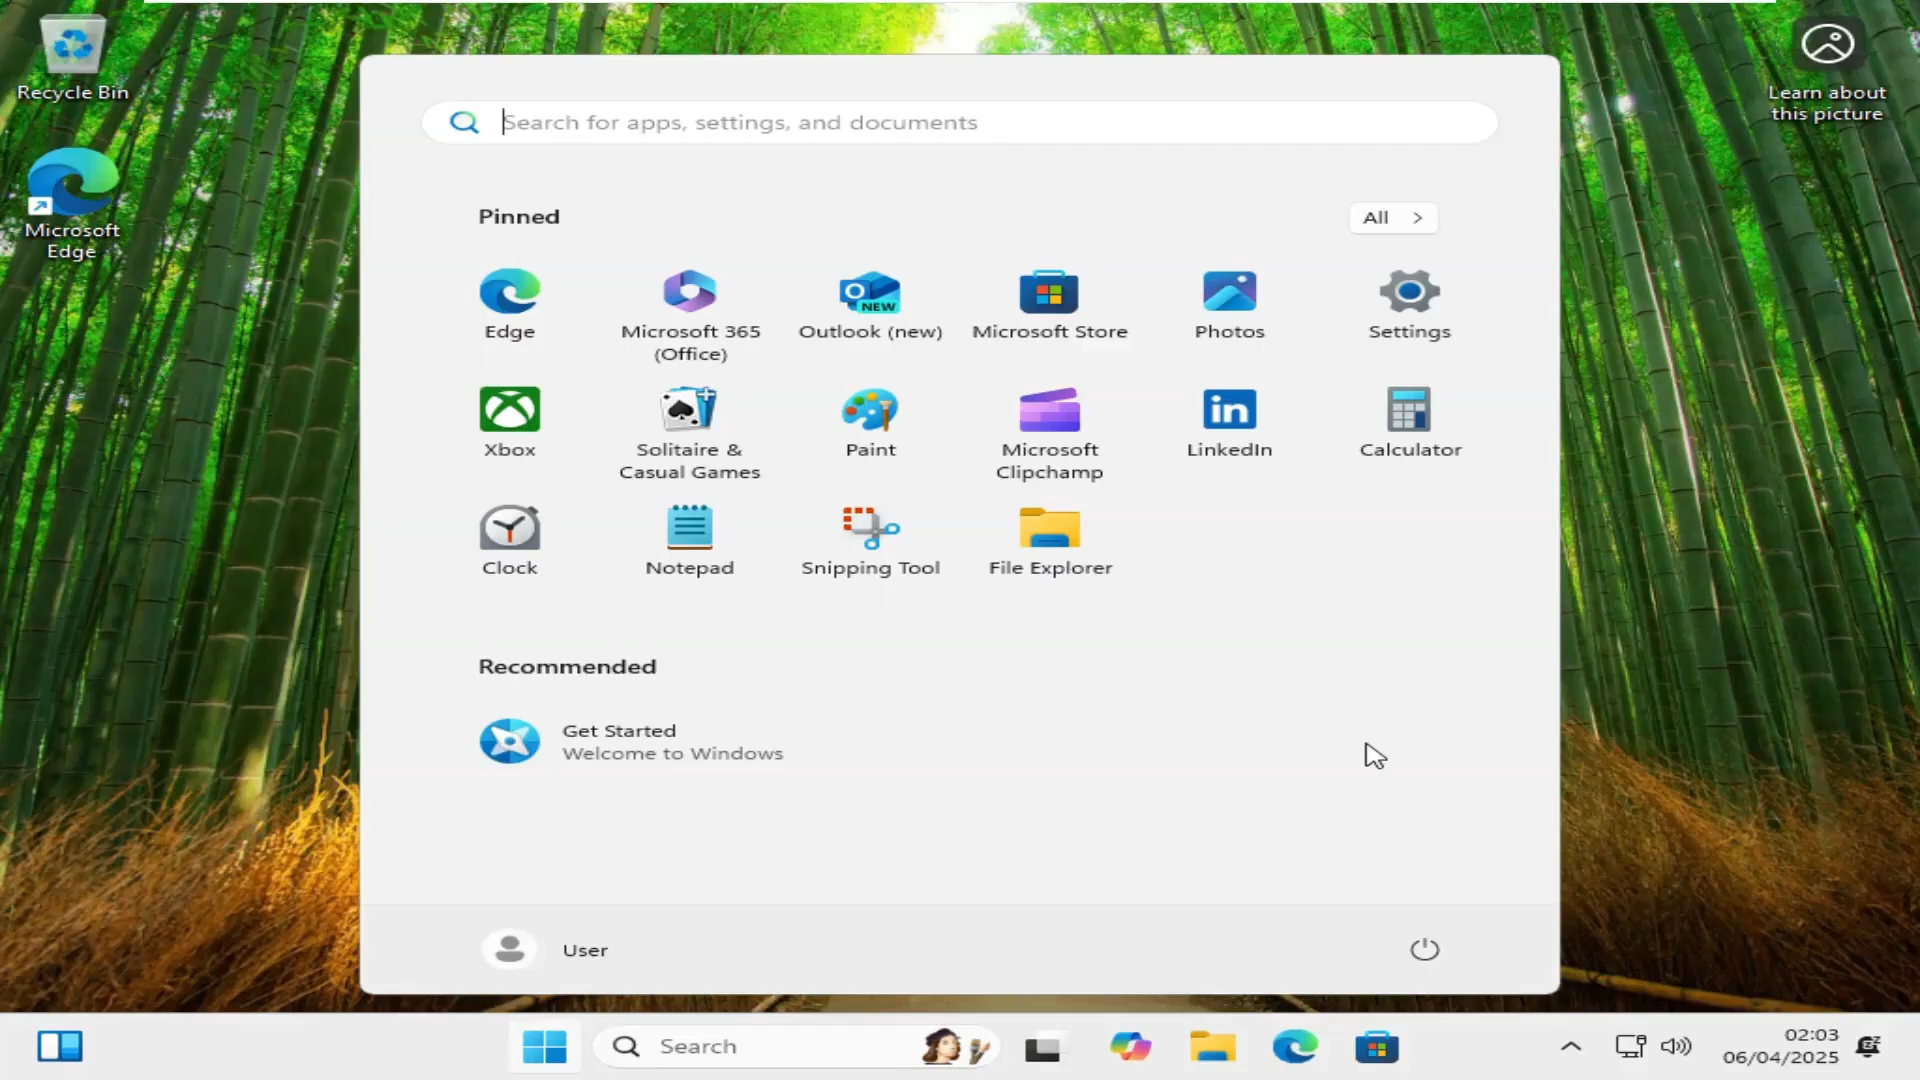 Recycle Bin
Microsoft
Edge
Learn about
this picture
Search for apps, settings, and documents
Pinned
All
Edge
Microsoft 365
(Office)
Outlook (new)
NEW
Microsoft Store
Photos
Settings
Xbox
Solitaire &
Casual Games
Paint
Microsoft
Clipchamp
in
LinkedIn
Calculator
Clock
Notepad
Snipping Tool
File Explorer
Recommended
Get Started
Welcome to Windows
User
Search
02:03
06/04/2025